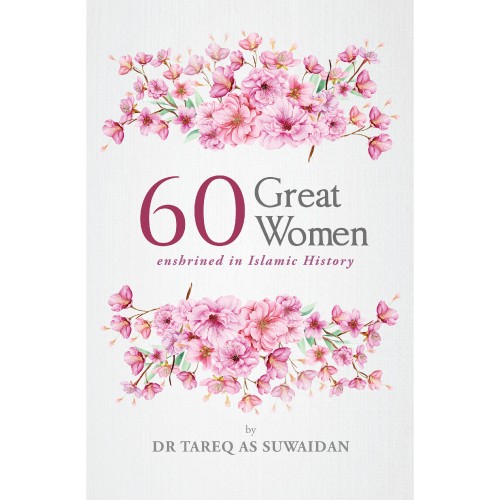 60 Great
Women
enshrined in Islamic History
by
DR TAREQ AS SUWAIDAN